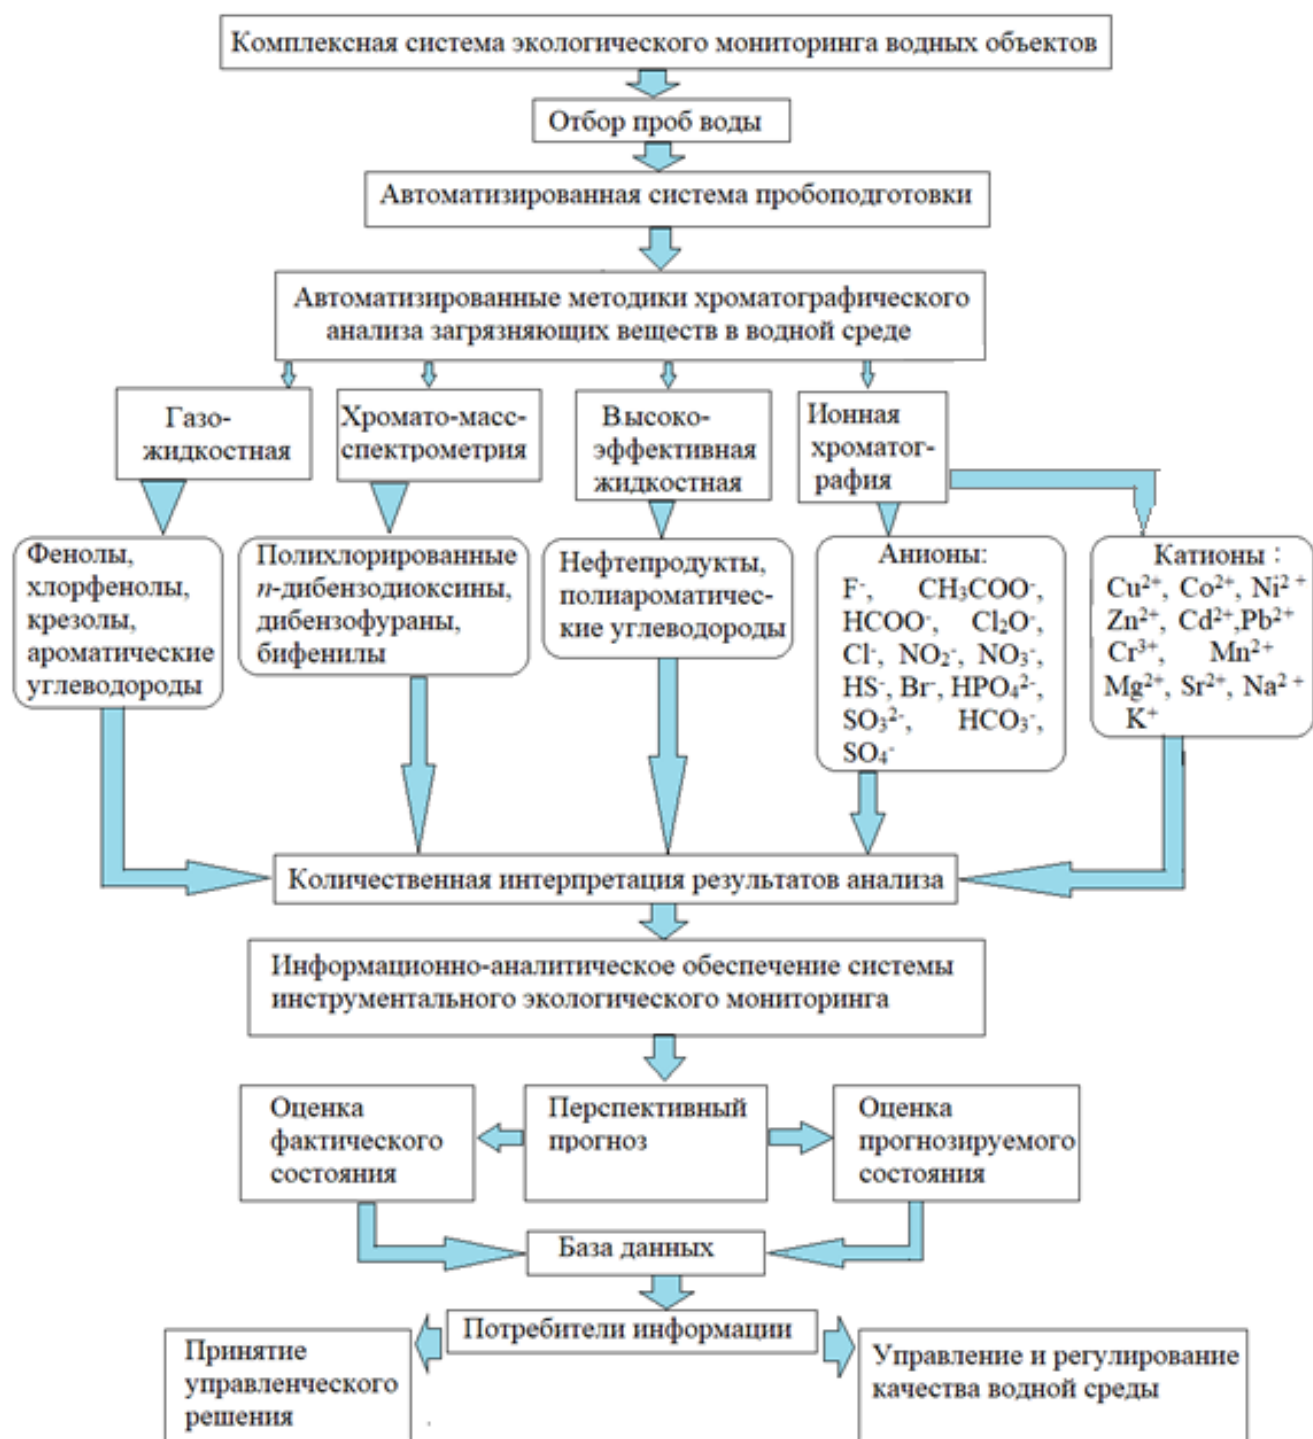 Комплексная система экологического мониторинга водных объектов
Отбор проб воды
Автоматизированная система пробоподготовки
Автоматизированные методики хроматографического
анализа загрязняющих веществ в водной среде
Газо-
жидкостная
Хромато-масс-
спектрометрия
Высоко-
эффективная
жидкостная
Ионная
хроматог-
рафия
Фенолы,
хлорфенолы,
крезолы,
ароматические
углеводороды
Полихлорированные
n-дибензодиоксины,
дибензофураны,
бифенилы
Нефтепродукты,
полиароматичес-
кие углеводороды
Анионы:
F⁻, CH₃COO⁻,
HCOO⁻, Cl₂O⁻,
Cl⁻, NO₂⁻, NO₃⁻,
HS⁻, Br⁻, HPO₄²⁻,
SO₃²⁻, HCO₃⁻,
SO₄⁻
Катионы :
Cu²⁺, Co²⁺, Ni² ⁺
Zn²⁺, Cd²⁺,Pb²⁺
Cr³⁺, Mn²⁺
Mg²⁺, Sr²⁺, Na² ⁺
K⁺
Количественная интерпретация результатов анализа
Информационно-аналитическое обеспечение системы
инструментального экологического мониторинга
Оценка
фактического
состояния
Перспективный
прогноз
Оценка
прогнозируемого
состояния
База данных
Потребители информации
Принятие
управленческого
решения
Управление и регулирование
качества водной среды